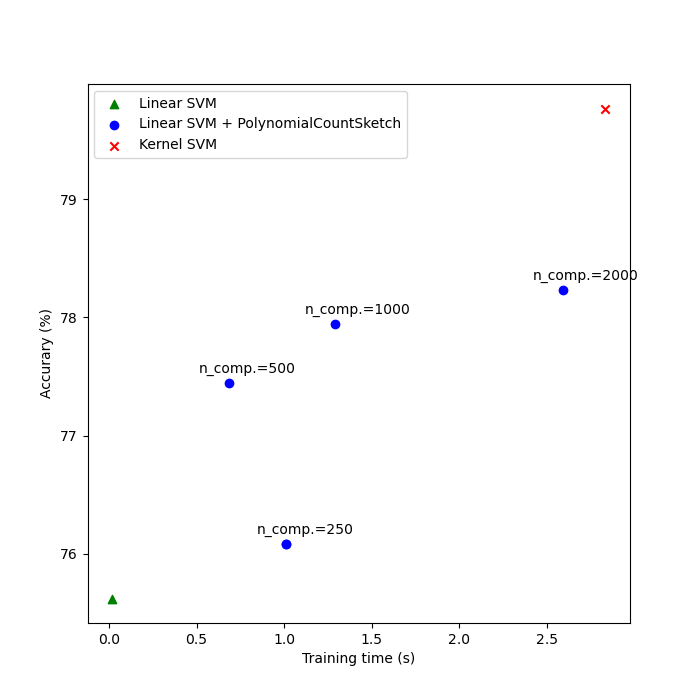 Linear SVM
Linear SVM + PolynomialCountSketch
Kernel SVM
79
n_comp.=2000
n_comp.=1000
78
n_comp.=500
77
n_comp.=250
76
Accurary (%)
0.0 0.5 1.0 1.5 2.0 2.5
Training time (s)